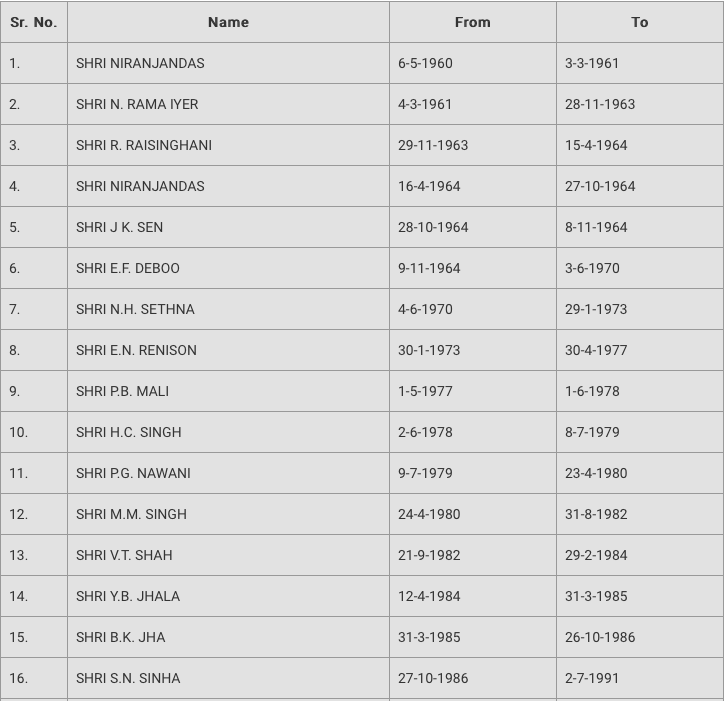 Sr. No. Name From To
1. SHRI NIRANJANDAS 6-5-1960 3-3-1961
2. SHRI N. RAMA IYER 4-3-1961 28-11-1963
3. SHRI R. RAISINGHANI 29-11-1963 15-4-1964
4. SHRI NIRANJANDAS 16-4-1964 27-10-1964
5. SHRI J K. SEN 28-10-1964 8-11-1964
6. SHRI E.F. DEBOO 9-11-1964 3-6-1970
7. SHRI N.H. SETHNA 4-6-1970 29-1-1973
8. SHRI E.N. RENISON 30-1-1973 30-4-1977
9. SHRI P.B. MALI 1-5-1977 1-6-1978
10. SHRI H.C. SINGH 2-6-1978 8-7-1979
11. SHRI P.G. NAWANI 9-7-1979 23-4-1980
12. SHRI M.M. SINGH 24-4-1980 31-8-1982
13. SHRI V.T. SHAH 21-9-1982 29-2-1984
14. SHRI Y.B. JHALA 12-4-1984 31-3-1985
15. SHRI B.K. JHA 31-3-1985 26-10-1986
16. SHRI S.N. SINHA 27-10-1986 2-7-1991